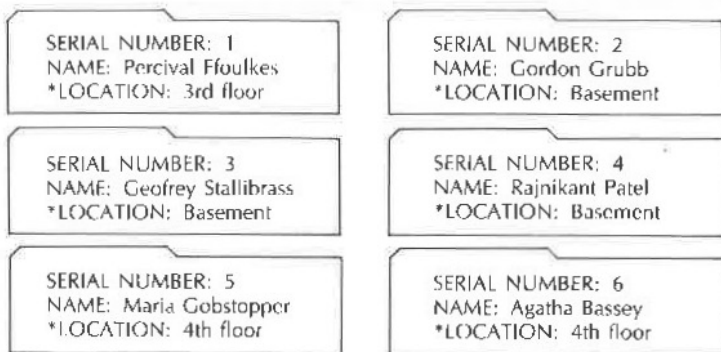 SERIAL NUMBER: 1
NAME: Percival Ffoulkes
*LOCATION: 3rd floor
SERIAL NUMBER: 2
NAME: Gordon Grubb
*LOCATION: Basement
SERIAL NUMBER: 3
NAME: Geofrey Stallibrass
*LOCATION: Basement
SERIAL NUMBER: 4
NAME: Rajnikant Patel
*LOCATION: Basement
SERIAL NUMBER: 5
NAME: Maria Gobstopper
*LOCATION: 4th floor
SERIAL NUMBER: 6
NAME: Agatha Bassey
*LOCATION: 4th floor